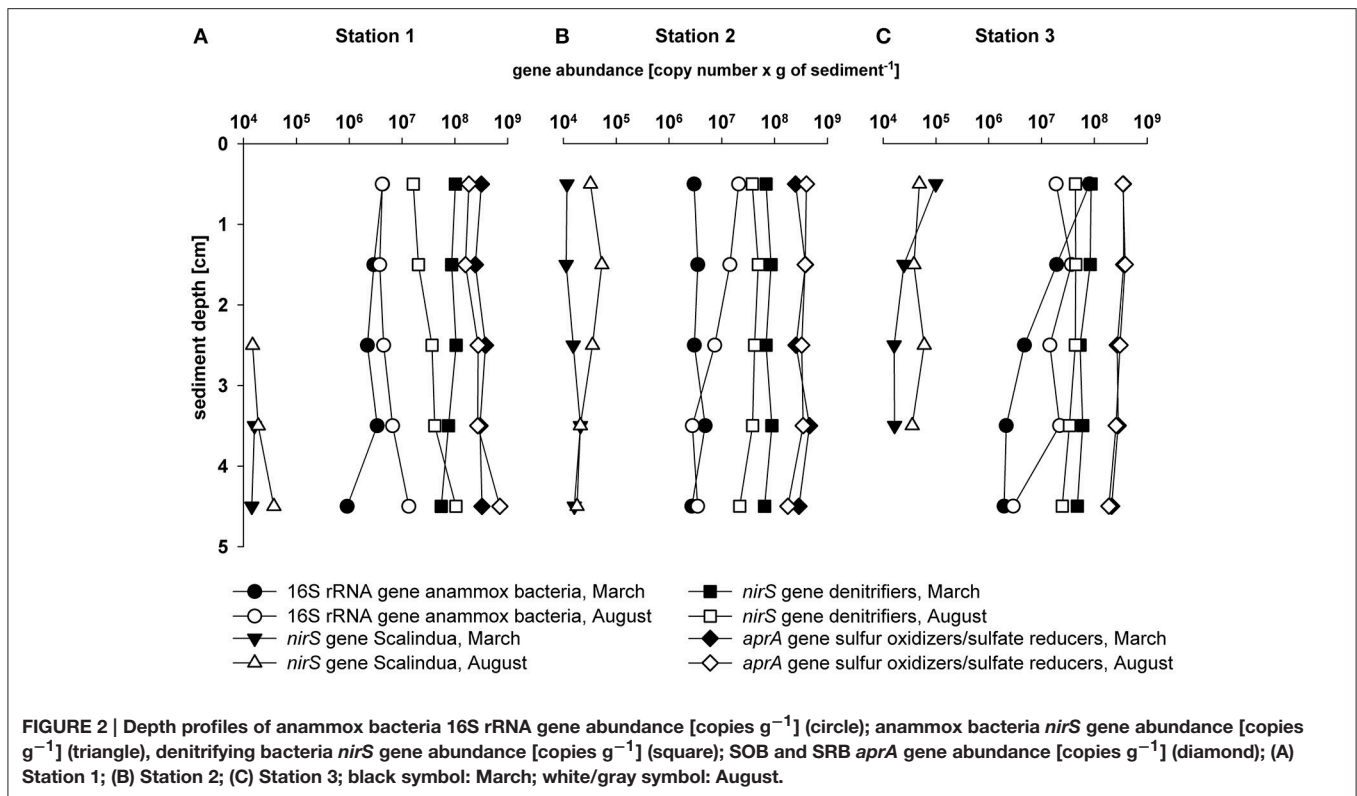 A Station 1 B Station 2 C Station 3
gene abundance [copy number x g of sediment⁻¹]
10⁴ 10⁵ 10⁶ 10⁷ 10⁸ 10⁹ 10⁴ 10⁵ 10⁶ 10⁷ 10⁸ 10⁹ 10⁴ 10⁵ 10⁶ 10⁷ 10⁸ 10⁹
0
1
2
3
4
5
sediment depth [cm]
16S rRNA gene anammox bacteria, March
16S rRNA gene anammox bacteria, August
nirS gene Scalindua, March
nirS gene Scalindua, August
nirS gene denitrifiers, March
nirS gene denitrifiers, August
aprA gene sulfur oxidizers/sulfate reducers, March
aprA gene sulfur oxidizers/sulfate reducers, August
FIGURE 2 | Depth profiles of anammox bacteria 16S rRNA gene abundance [copies g⁻¹] (circle); anammox bacteria nirS gene abundance [copies
g⁻¹] (triangle), denitrifying bacteria nirS gene abundance [copies g⁻¹] (square); SOB and SRB aprA gene abundance [copies g⁻¹] (diamond); (A)
Station 1; (B) Station 2; (C) Station 3; black symbol: March; white/gray symbol: August.